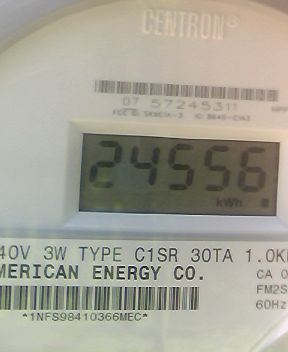 CENTRON®
07 57245311
24556
kWh
40V 3W TYPE C1SR 30TA 1.0K
MERICAN ENERGY CO.
CA 0
FM2S
60Hz
*1NFS98410366MEC*